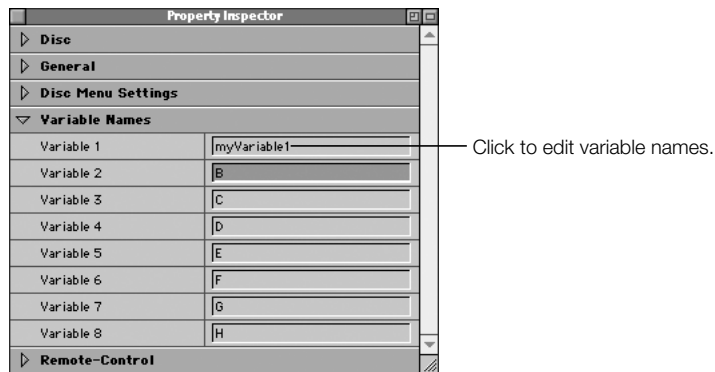 Property Inspector
Disc
General
Disc Menu Settings
Variable Names
Variable 1 myVariable1 Click to edit variable names.
Variable 2 B
Variable 3 C
Variable 4 D
Variable 5 E
Variable 6 F
Variable 7 G
Variable 8 H
Remote-Control